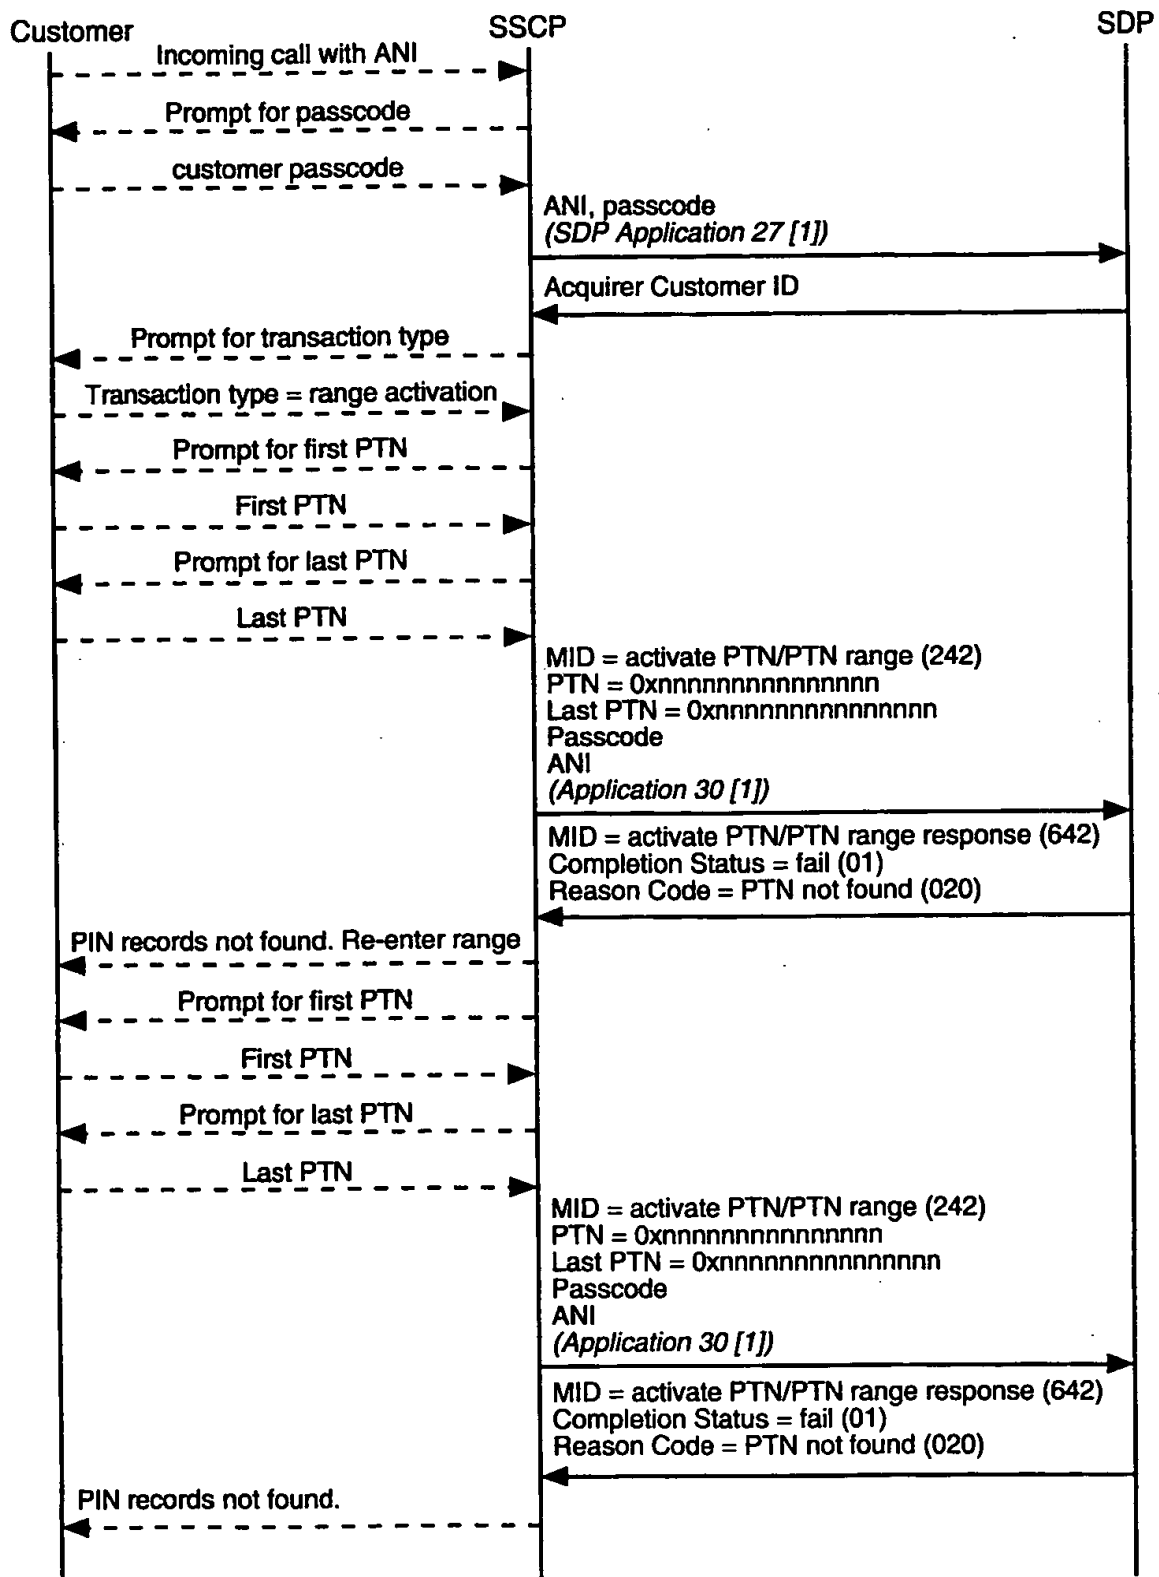 Customer
SSCP
SDP
Incoming call with ANI
Prompt for passcode
customer passcode
ANI, passcode
(SDP Application 27 [1])
Acquirer Customer ID
Prompt for transaction type
Transaction type = range activation
Prompt for first PTN
First PTN
Prompt for last PTN
Last PTN
MID = activate PTN/PTN range (242)
PTN = 0xnnnnnnnnnnnnnnnn
Last PTN = 0xnnnnnnnnnnnnnnnn
Passcode
ANI
(Application 30 [1])
MID = activate PTN/PTN range response (642)
Completion Status = fail (01)
Reason Code = PTN not found (020)
PIN records not found. Re-enter range
Prompt for first PTN
First PTN
Prompt for last PTN
Last PTN
MID = activate PTN/PTN range (242)
PTN = 0xnnnnnnnnnnnnnnnn
Last PTN = 0xnnnnnnnnnnnnnnnn
Passcode
ANI
(Application 30 [1])
MID = activate PTN/PTN range response (642)
Completion Status = fail (01)
Reason Code = PTN not found (020)
PIN records not found.